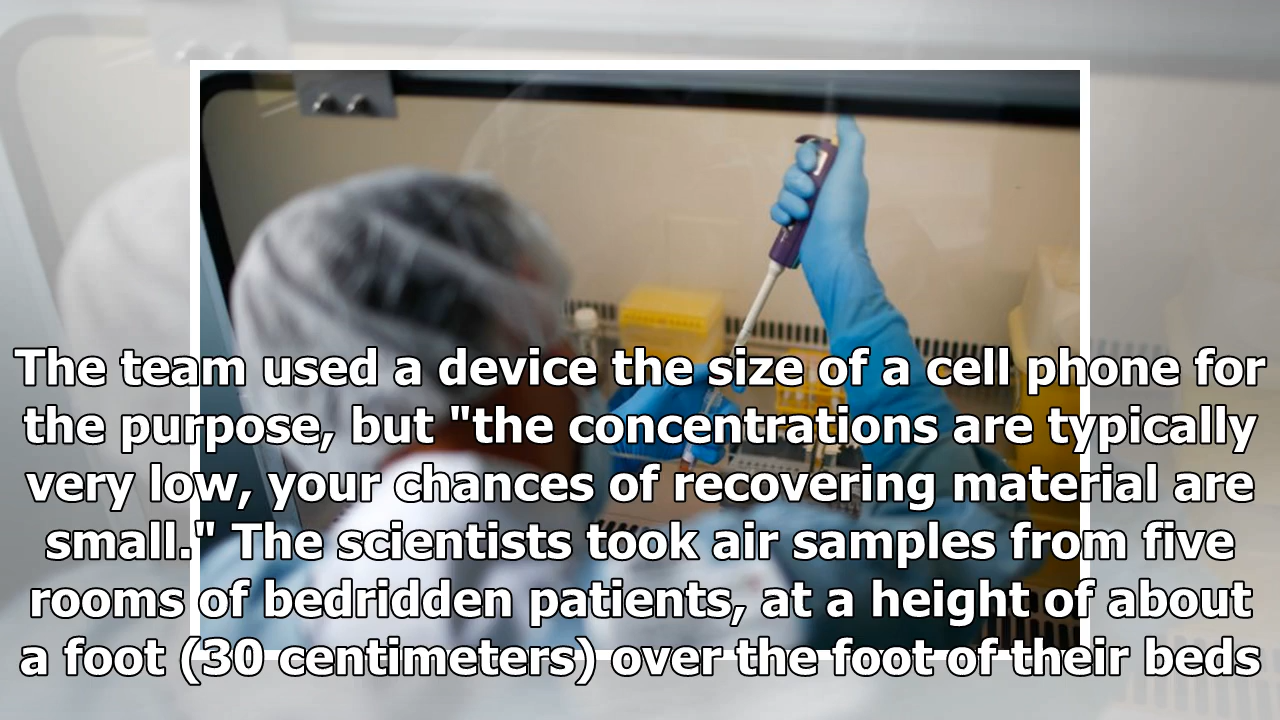 The team used a device the size of a cell phone for
the purpose, but "the concentrations are typically
very low, your chances of recovering material are
small." The scientists took air samples from five
rooms of bedridden patients, at a height of about
a foot (30 centimeters) over the foot of their beds